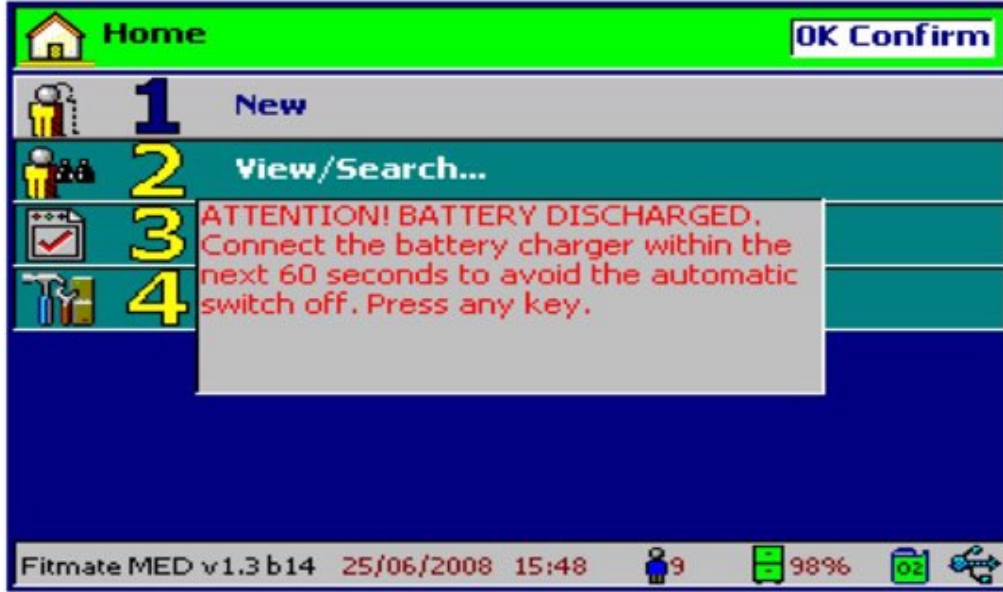 Home
OK Confirm
1 New
2 View/Search...
3
4
ATTENTION! BATTERY DISCHARGED.
Connect the battery charger within the
next 60 seconds to avoid the automatic
switch off. Press any key.
Fitmate MED v1.3 b14 25/06/2008 15:48 9 98% O2